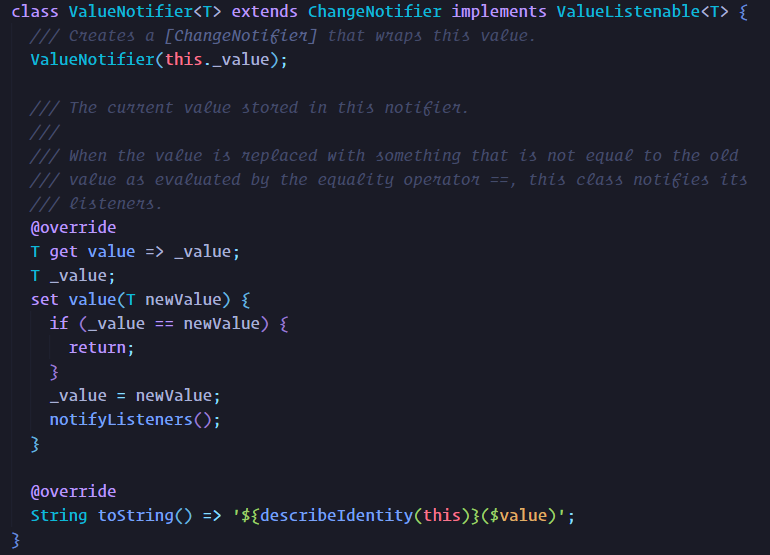 class ValueNotifier<T> extends ChangeNotifier implements ValueListenable<T> {
  /// Creates a [ChangeNotifier] that wraps this value.
  ValueNotifier(this._value);

  /// The current value stored in this notifier.
  ///
  /// When the value is replaced with something that is not equal to the old
  /// value as evaluated by the equality operator ==, this class notifies its
  /// listeners.
  @override
  T get value => _value;
  T _value;
  set value(T newValue) {
    if (_value == newValue) {
      return;
    }
    _value = newValue;
    notifyListeners();
  }

  @override
  String toString() => '${describeIdentity(this)}($value)';
}